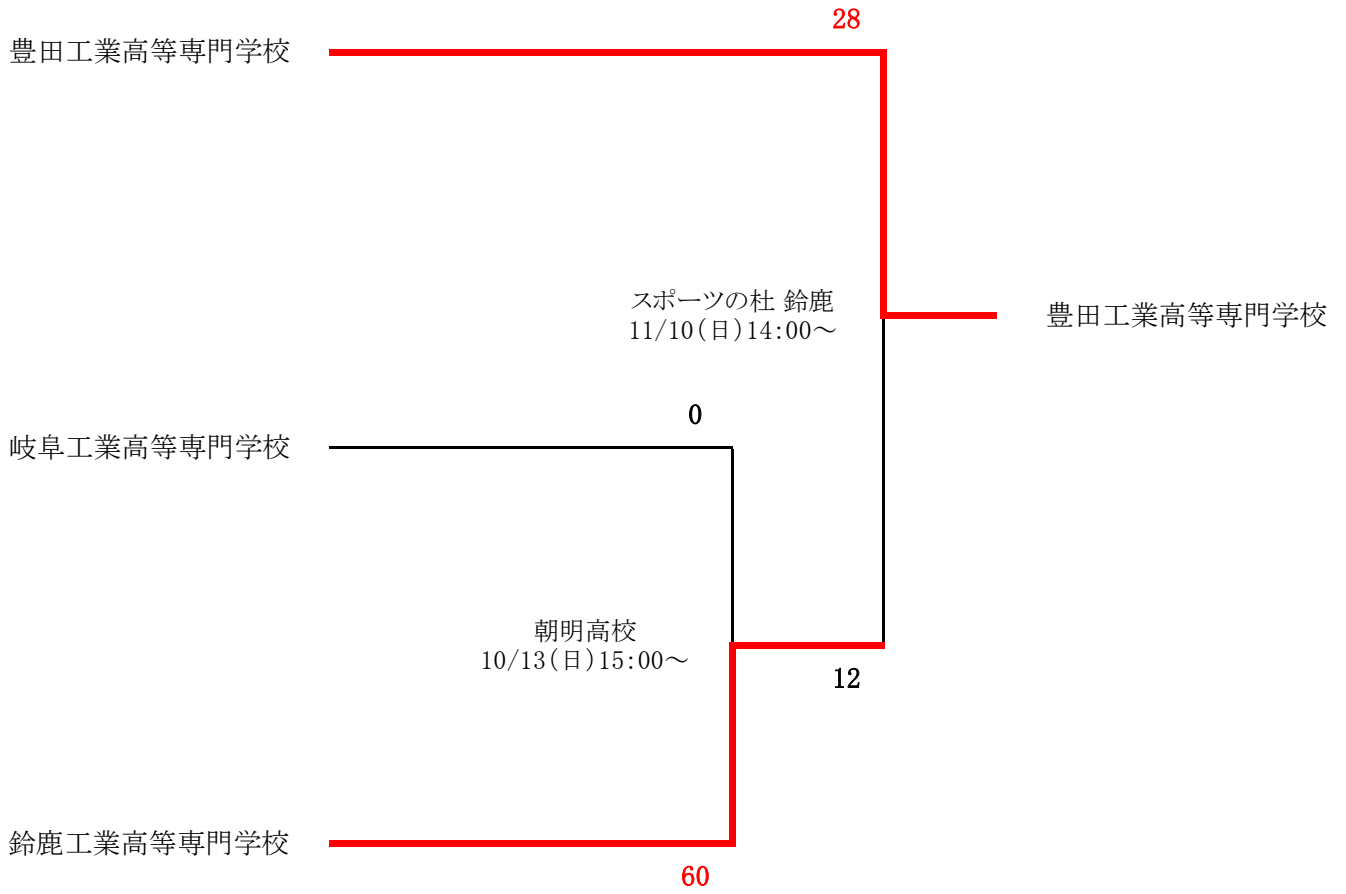 28
豊田工業高等専門学校
スポーツの杜 鈴鹿
11/10(日)14:00～
豊田工業高等専門学校
0
岐阜工業高等専門学校
朝明高校
10/13(日)15:00～
12
鈴鹿工業高等専門学校
60